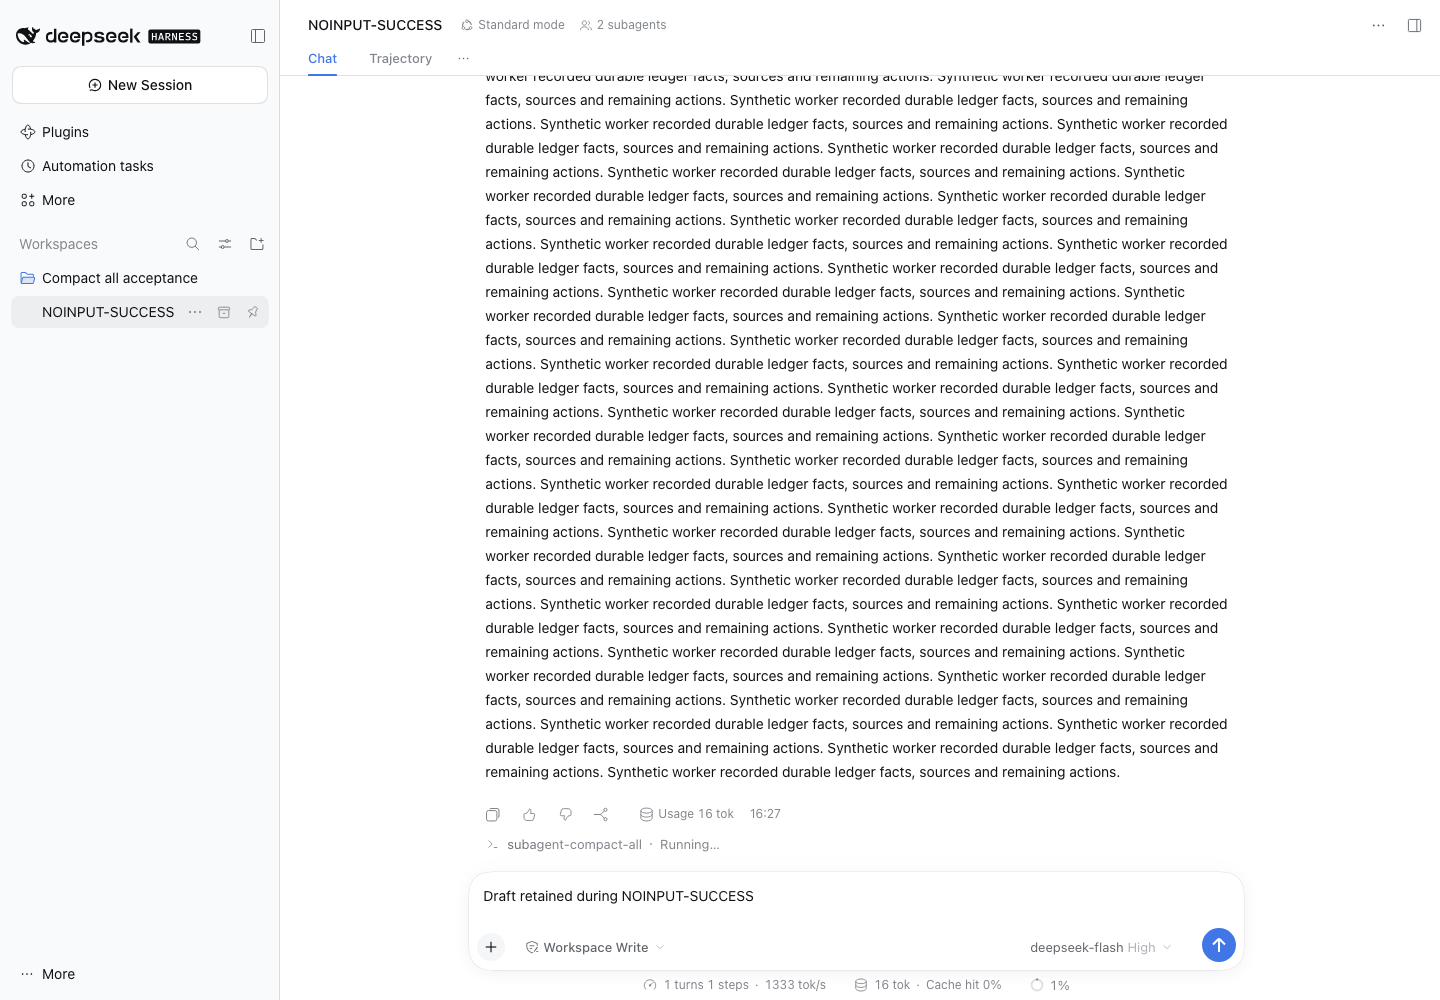 deepseek HARNESS
New Session
Plugins
Automation tasks
More
Workspaces
Compact all acceptance
NOINPUT-SUCCESS
More
NOINPUT-SUCCESS
Standard mode
2 subagents
Chat
Trajectory
worker recorded durable ledger facts, sources and remaining actions. Synthetic worker recorded durable ledger
facts, sources and remaining actions. Synthetic worker recorded durable ledger facts, sources and remaining
actions. Synthetic worker recorded durable ledger facts, sources and remaining actions. Synthetic worker recorded
durable ledger facts, sources and remaining actions. Synthetic worker recorded durable ledger facts, sources and
remaining actions. Synthetic worker recorded durable ledger facts, sources and remaining actions. Synthetic
worker recorded durable ledger facts, sources and remaining actions. Synthetic worker recorded durable ledger
facts, sources and remaining actions. Synthetic worker recorded durable ledger facts, sources and remaining
actions. Synthetic worker recorded durable ledger facts, sources and remaining actions. Synthetic worker recorded
durable ledger facts, sources and remaining actions. Synthetic worker recorded durable ledger facts, sources and
remaining actions. Synthetic worker recorded durable ledger facts, sources and remaining actions. Synthetic
worker recorded durable ledger facts, sources and remaining actions. Synthetic worker recorded durable ledger
facts, sources and remaining actions. Synthetic worker recorded durable ledger facts, sources and remaining
actions. Synthetic worker recorded durable ledger facts, sources and remaining actions. Synthetic worker recorded
durable ledger facts, sources and remaining actions. Synthetic worker recorded durable ledger facts, sources and
remaining actions. Synthetic worker recorded durable ledger facts, sources and remaining actions. Synthetic
worker recorded durable ledger facts, sources and remaining actions. Synthetic worker recorded durable ledger
facts, sources and remaining actions. Synthetic worker recorded durable ledger facts, sources and remaining
actions. Synthetic worker recorded durable ledger facts, sources and remaining actions. Synthetic worker recorded
durable ledger facts, sources and remaining actions. Synthetic worker recorded durable ledger facts, sources and
remaining actions. Synthetic worker recorded durable ledger facts, sources and remaining actions. Synthetic
worker recorded durable ledger facts, sources and remaining actions. Synthetic worker recorded durable ledger
facts, sources and remaining actions. Synthetic worker recorded durable ledger facts, sources and remaining
actions. Synthetic worker recorded durable ledger facts, sources and remaining actions. Synthetic worker recorded
durable ledger facts, sources and remaining actions. Synthetic worker recorded durable ledger facts, sources and
remaining actions. Synthetic worker recorded durable ledger facts, sources and remaining actions. Synthetic
worker recorded durable ledger facts, sources and remaining actions. Synthetic worker recorded durable ledger
facts, sources and remaining actions. Synthetic worker recorded durable ledger facts, sources and remaining
actions. Synthetic worker recorded durable ledger facts, sources and remaining actions. Synthetic worker recorded
durable ledger facts, sources and remaining actions. Synthetic worker recorded durable ledger facts, sources and
remaining actions. Synthetic worker recorded durable ledger facts, sources and remaining actions.
Usage 16 tok 16:27
subagent-compact-all · Running...
Draft retained during NOINPUT-SUCCESS
Workspace Write
deepseek-flash High
1 turns 1 steps · 1333 tok/s
16 tok · Cache hit 0%
1%